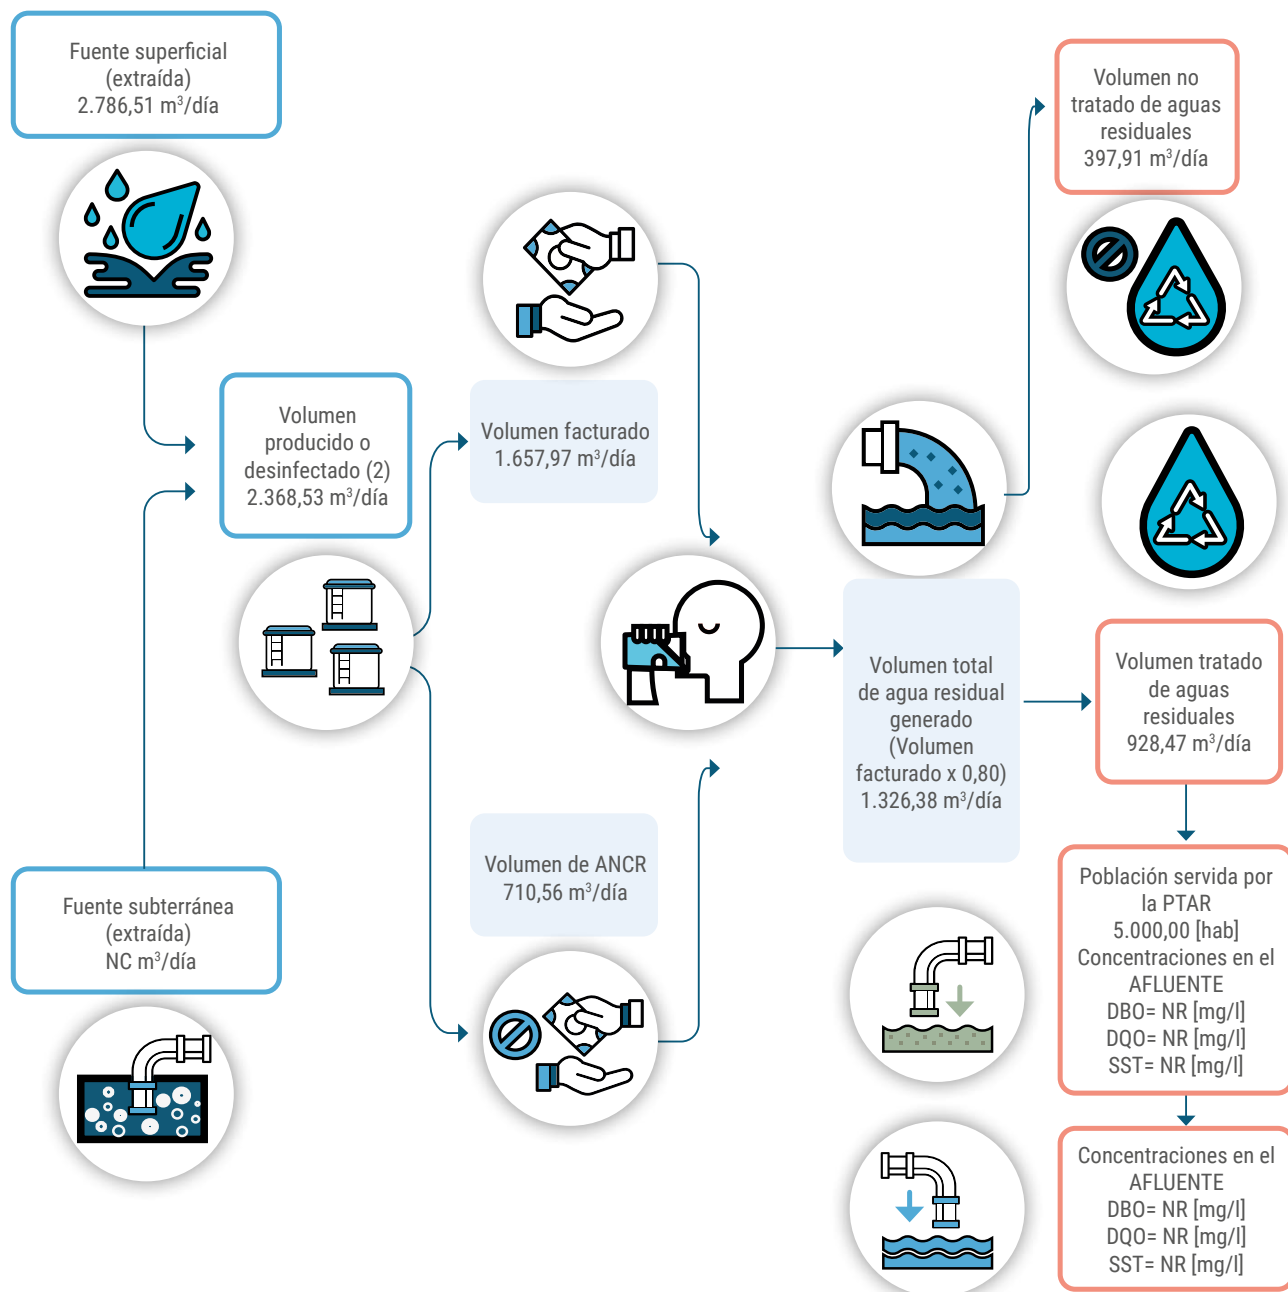 Fuente superficial
(extraída)
2.786,51 m³/día
Volumen no
tratado de aguas
residuales
397,91 m³/día
Volumen
producido o
desinfectado (2)
2.368,53 m³/día
Volumen facturado
1.657,97 m³/día
Volumen total
de agua residual
generado
(Volumen
facturado x 0,80)
1.326,38 m³/día
Volumen tratado
de aguas
residuales
928,47 m³/día
Volumen de ANCR
710,56 m³/día
Fuente subterránea
(extraída)
NC m³/día
Población servida por
la PTAR
5.000,00 [hab]
Concentraciones en el
AFLUENTE
DBO= NR [mg/l]
DQO= NR [mg/l]
SST= NR [mg/l]
Concentraciones en el
AFLUENTE
DBO= NR [mg/l]
DQO= NR [mg/l]
SST= NR [mg/l]